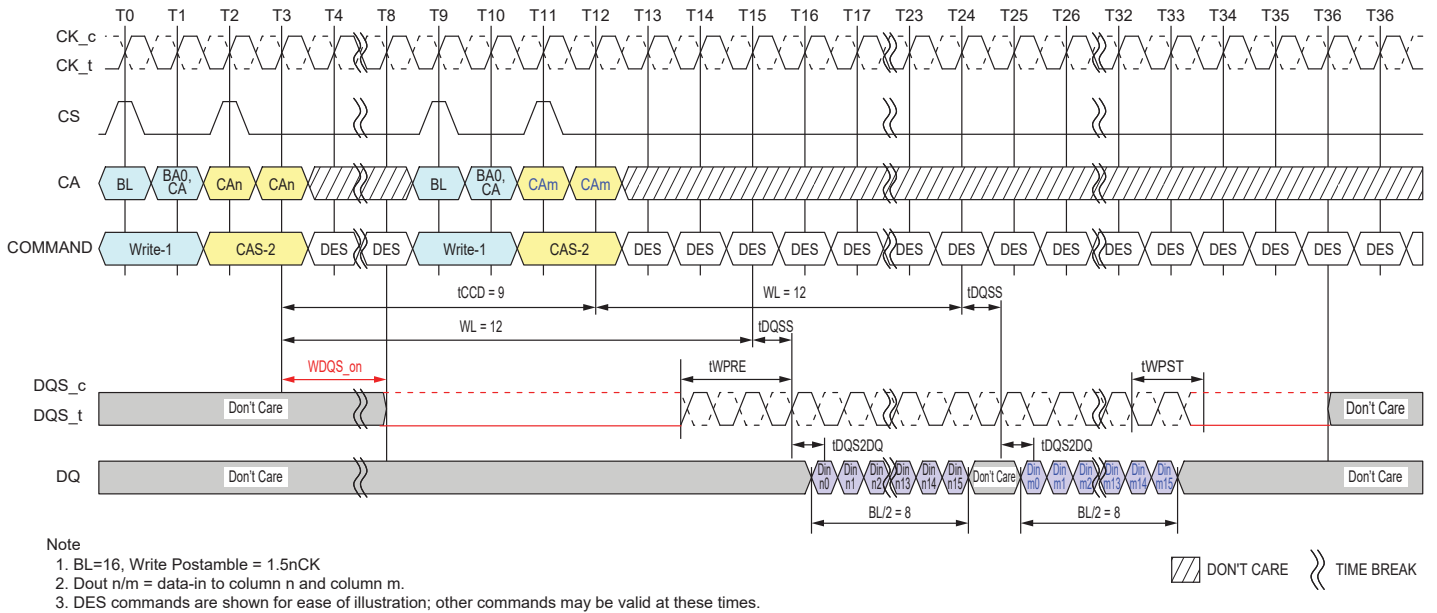 T0 T1 T2 T3 T4 T8 T9 T10 T11 T12 T13 T14 T15 T16 T17 T23 T24 T25 T26 T32 T33 T34 T35 T36 T36
CK_c
CK_t
CS
CA BL BA0, CA CAn CAn BL BA0, CA CAm CAm
COMMAND Write-1 CAS-2 DES DES Write-1 CAS-2 DES DES DES DES DES DES DES DES DES DES DES DES DES DES DES
tCCD = 9 WL = 12 tDQSS
WL = 12 tDQSS
WDQS_on tWPRE tWPST
DQS_c
DQS_t Don't Care Don't Care
tDQS2DQ tDQS2DQ
DQ Don't Care Din n0 Din n1 Din n2 Din n13 Din n14 Din n15 Don't Care Din m0 Din m1 Din m2 Din m13 Din m14 Din m15 Don't Care
BL/2 = 8 BL/2 = 8
Note
1. BL=16, Write Postamble = 1.5nCK
2. Dout n/m = data-in to column n and column m.
3. DES commands are shown for ease of illustration; other commands may be valid at these times.
DON'T CARE TIME BREAK